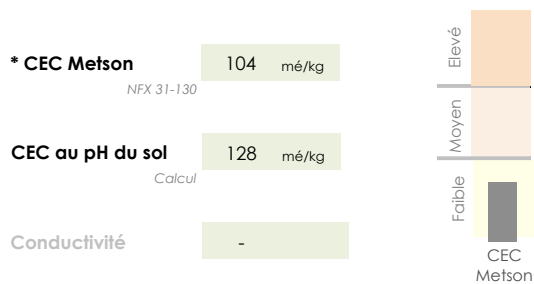 * CEC Metson 104 mé/kg
NFX 31-130
CEC au pH du sol 128 mé/kg
Calcul
Conductivité -
Elevé
Moyen
Faible
CEC
Metson